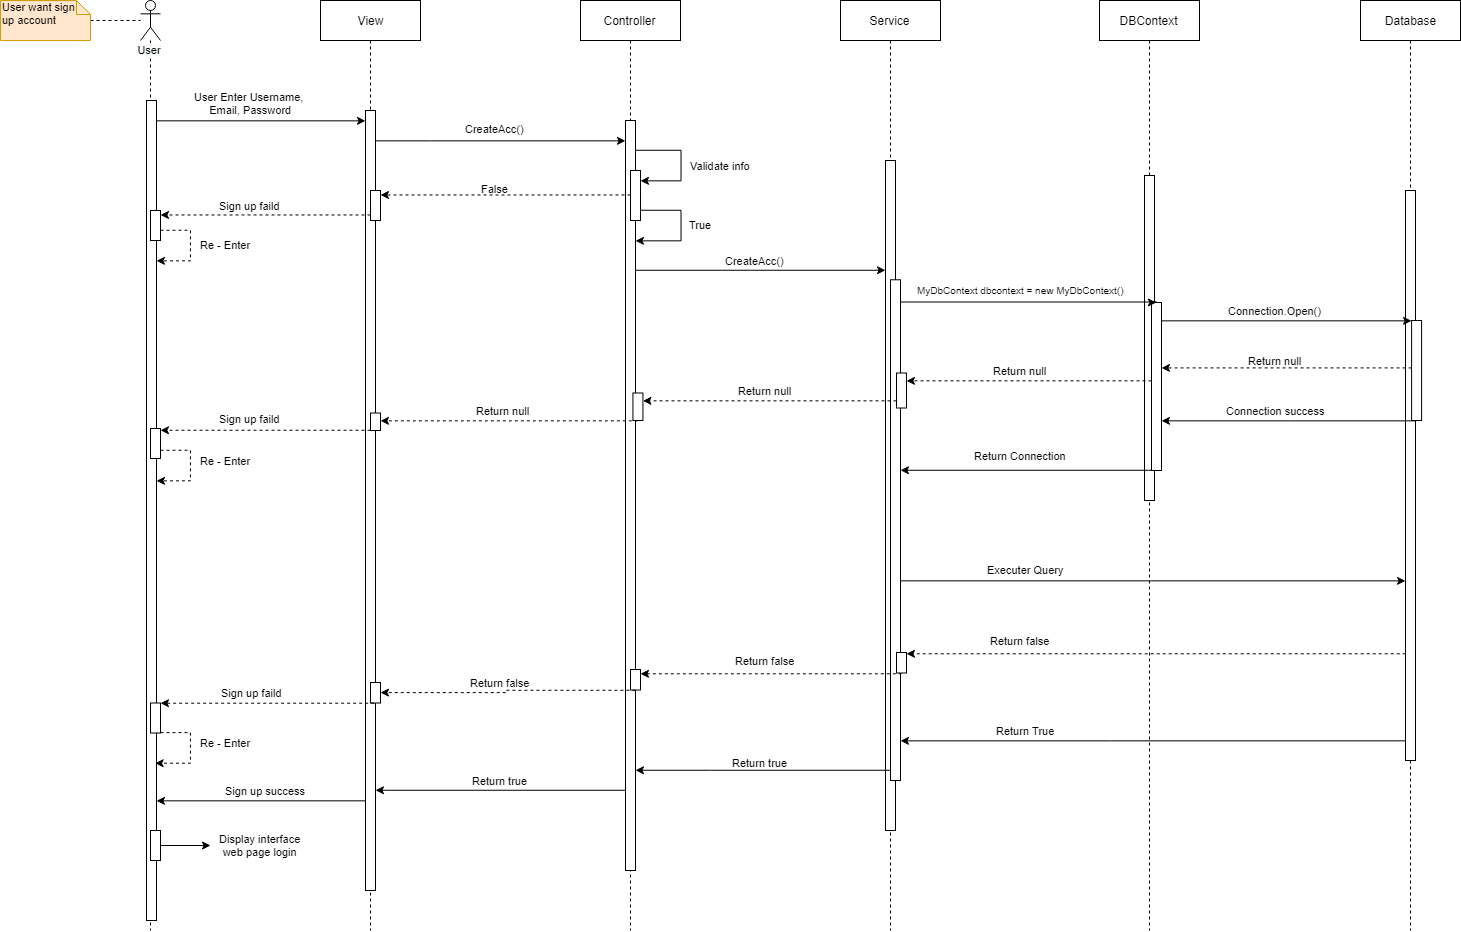 User want sign
up account
User
View
Controller
Service
DBContext
Database
User Enter Username,
Email, Password
CreateAcc()
Validate info
False
Sign up faild
True
Re - Enter
CreateAcc()
MyDbContext dbcontext = new MyDbContext()
Connection.Open()
Return null
Return null
Return null
Return null
Connection success
Sign up faild
Return Connection
Re - Enter
Executer Query
Return false
Return false
Return false
Sign up faild
Return True
Re - Enter
Return true
Return true
Sign up success
Display interface
web page login